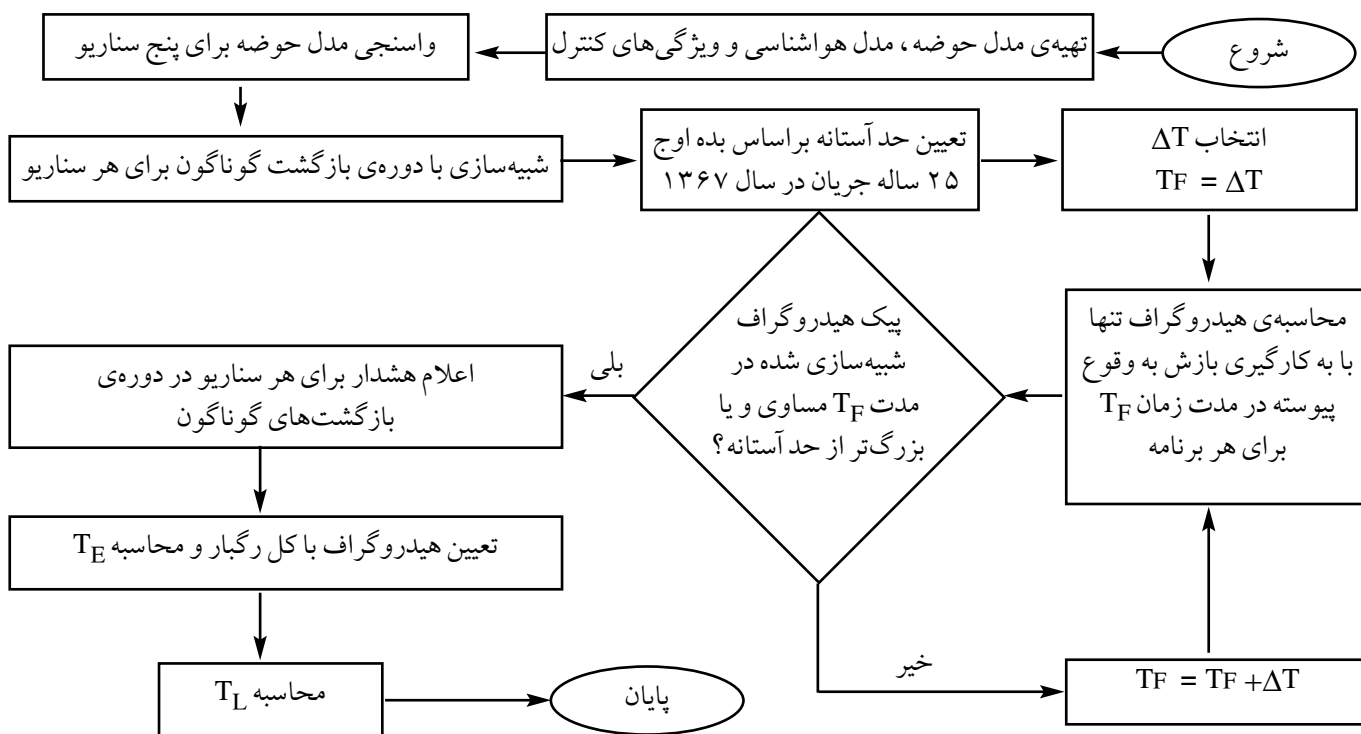 شروع
تهیه‌ی مدل حوضه، مدل هواشناسی و ویژگی‌های کنترل
واسنجی مدل حوضه برای پنج سناریو
شبیه‌سازی با دوره‌ی بازگشت گوناگون برای هر سناریو
تعیین حد آستانه براساس بده اوج
۲۵ ساله جریان در سال ۱۳۶۷
انتخاب ΔT
TF = ΔT
محاسبه‌ی هیدروگراف تنها
با به کارگیری بازش به وقوع
پیوسته در مدت زمان TF
برای هر برنامه
پیک هیدروگراف
شبیه‌سازی شده در
مدت TF مساوی و یا
بزرگ‌تر از حد آستانه؟
بلی
خیر
TF = TF +ΔT
اعلام هشدار برای هر سناریو در دوره‌ی
بازگشت‌های گوناگون
تعیین هیدروگراف با کل رگبار و محاسبه TE
محاسبه TL
پایان